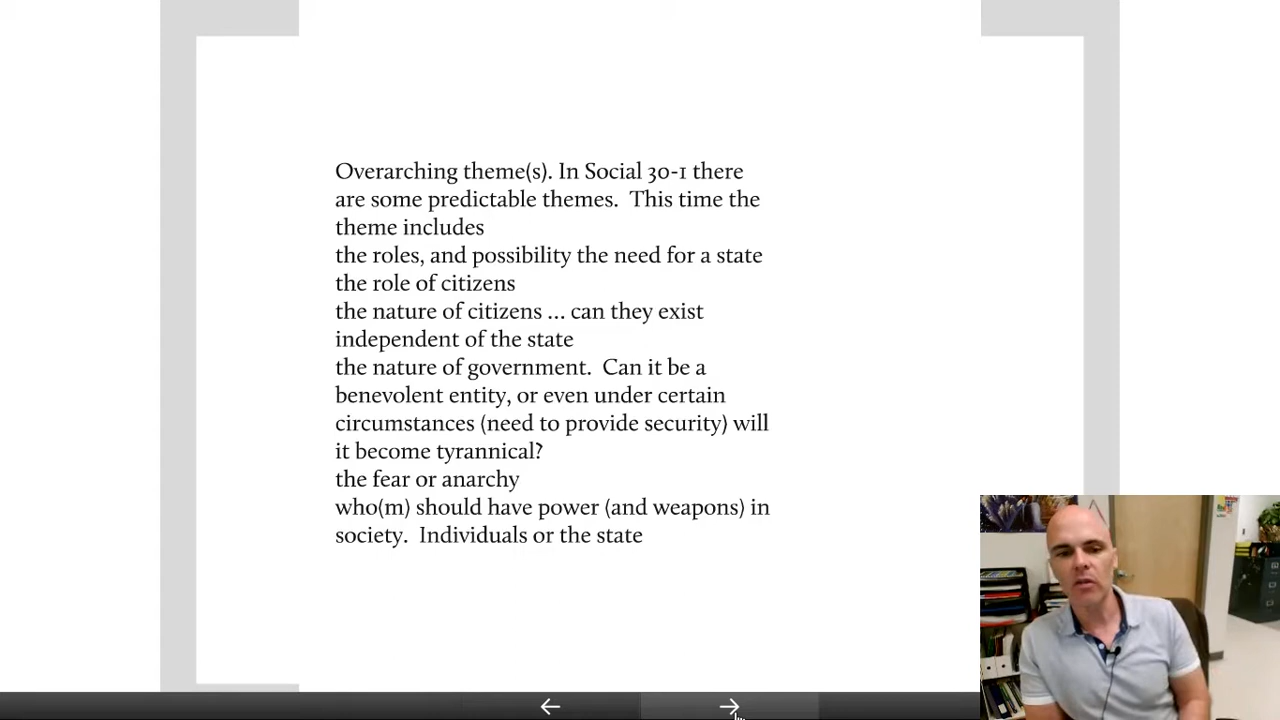 Overarching theme(s). In Social 30-1 there
are some predictable themes.  This time the
theme includes
the roles, and possibility the need for a state
the role of citizens
the nature of citizens ... can they exist
independent of the state
the nature of government.  Can it be a
benevolent entity, or even under certain
circumstances (need to provide security) will
it become tyrannical?
the fear or anarchy
who(m) should have power (and weapons) in
society.  Individuals or the state